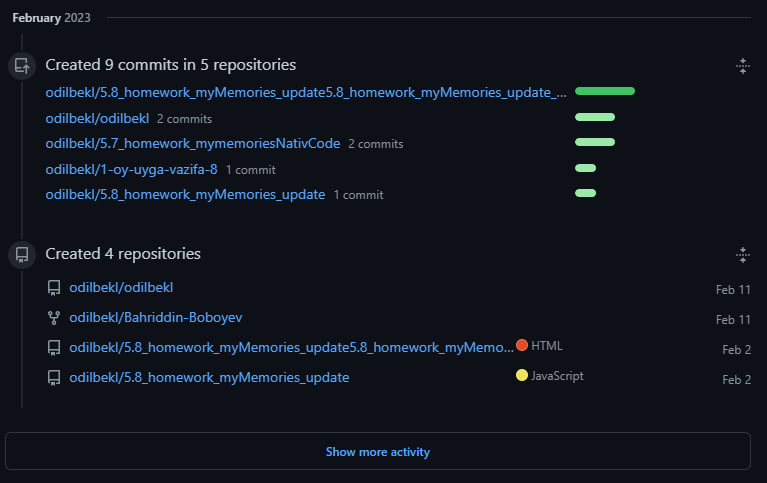 February 2023
Created 9 commits in 5 repositories
odilbekl/5.8_homework_myMemories_update5.8_homework_myMemories_update_...
odilbekl/odilbekl 2 commits
odilbekl/5.7_homework_mymemoriesNativCode 2 commits
odilbekl/1-oy-uyga-vazifa-8 1 commit
odilbekl/5.8_homework_myMemories_update 1 commit
Created 4 repositories
odilbekl/odilbekl Feb 11
odilbekl/Bahriddin-Boboyev Feb 11
odilbekl/5.8_homework_myMemories_update5.8_homework_myMemo... HTML Feb 2
odilbekl/5.8_homework_myMemories_update JavaScript Feb 2
Show more activity